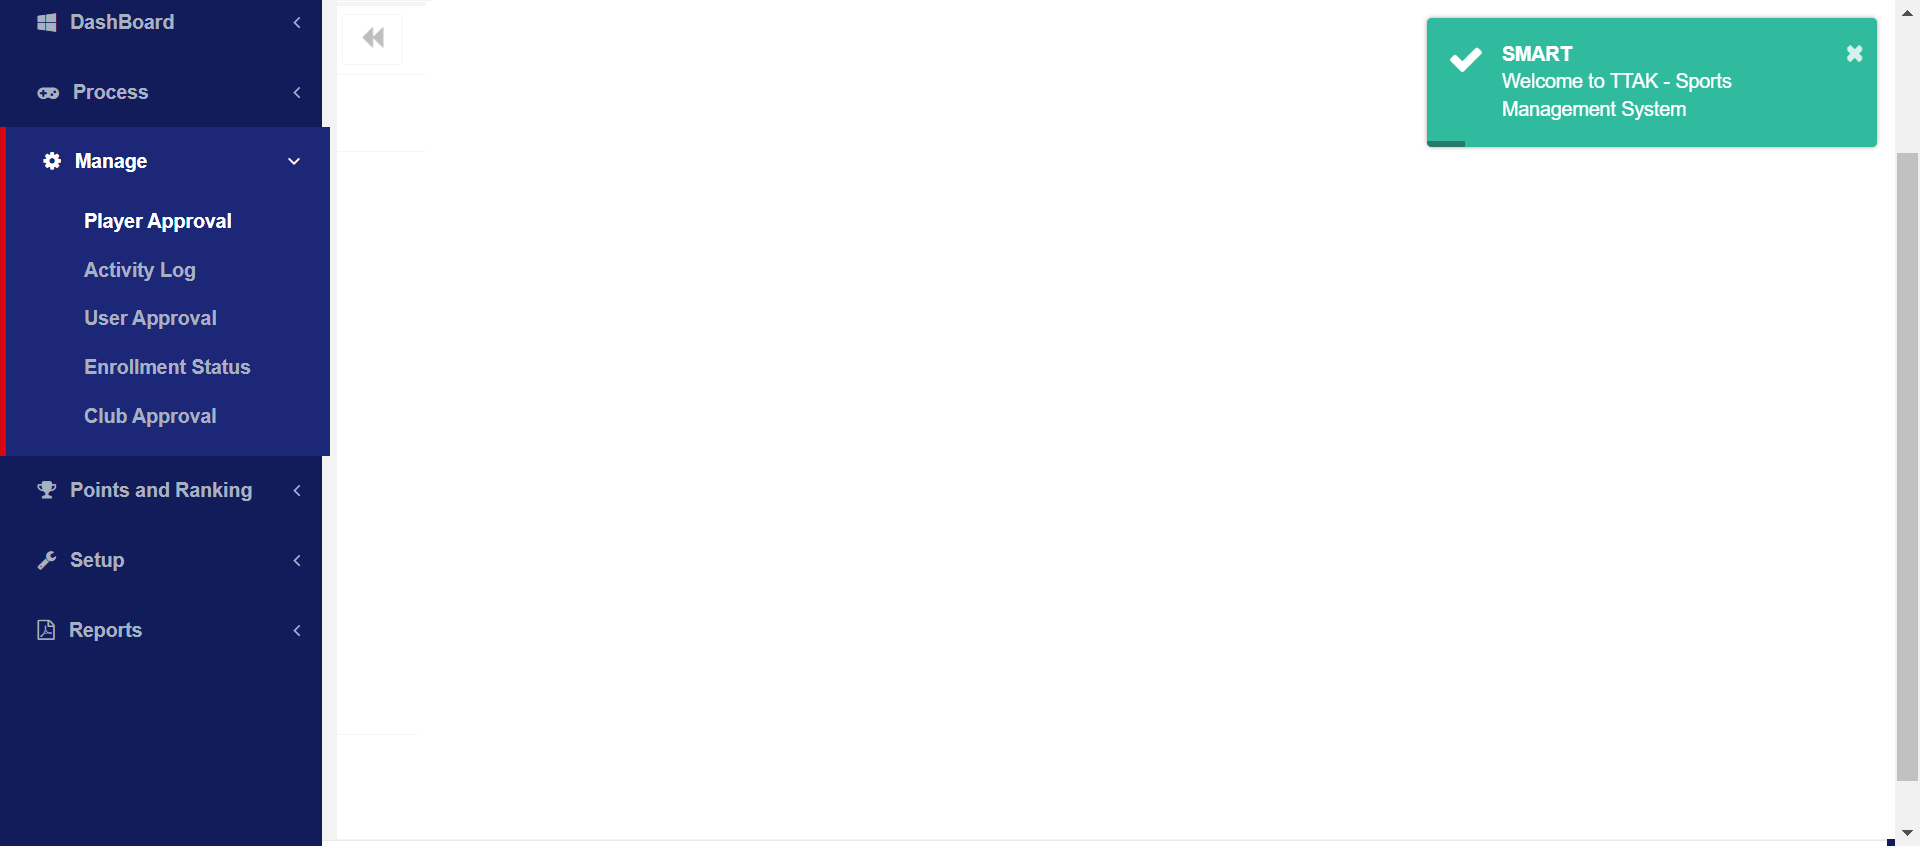 DashBoard
Process
Manage
Player Approval
Activity Log
User Approval
Enrollment Status
Club Approval
Points and Ranking
Setup
Reports
SMART
Welcome to TTAK - Sports
Management System